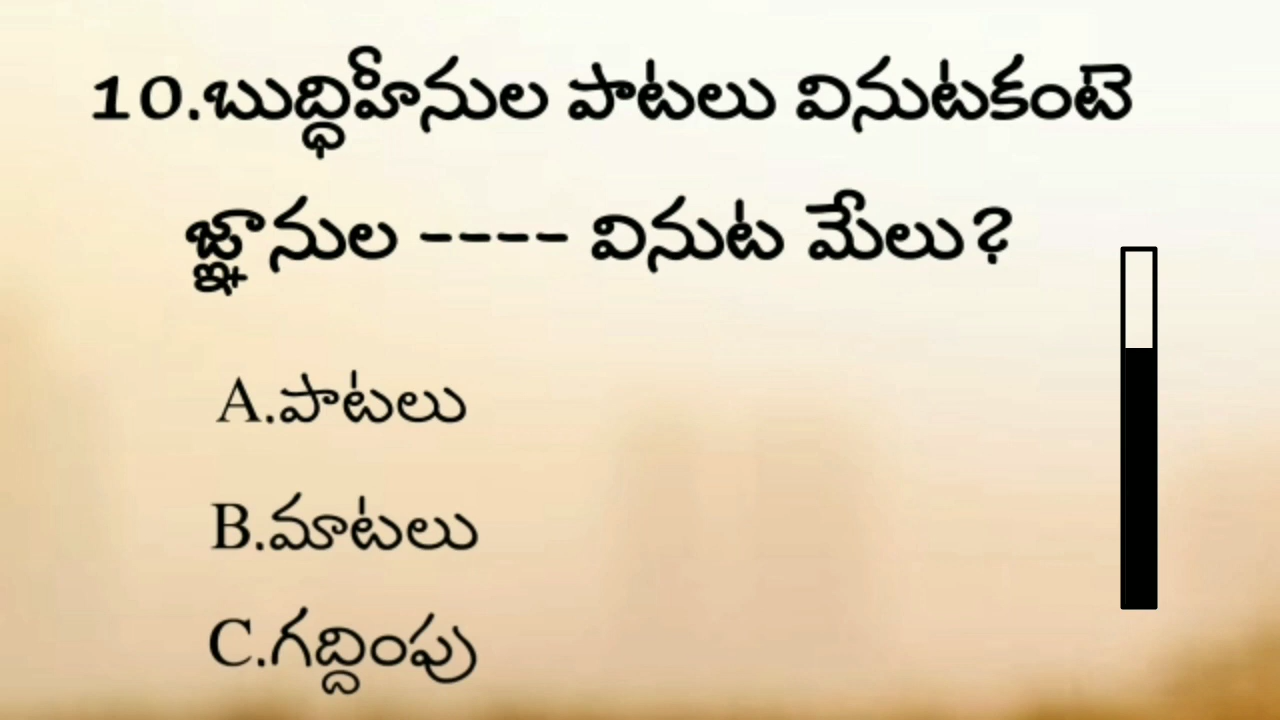 10.బుద్ధిహీనుల పాటలు వినుటకంటె
జ్ఞానుల ---- వినుట మేలు?
A.పాటలు
B.మాటలు
C.గద్దింపు